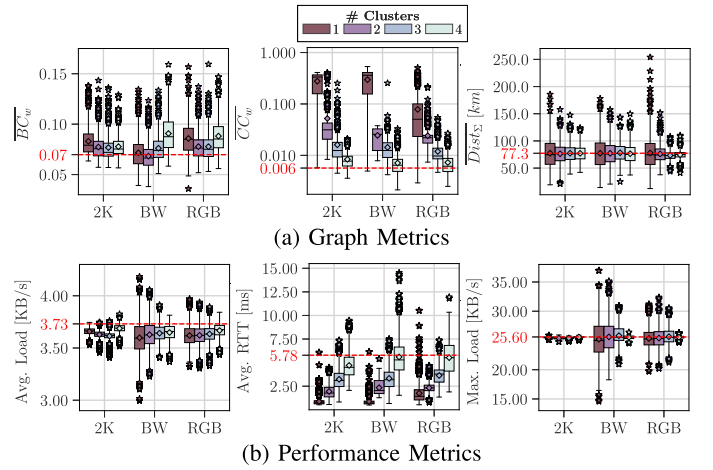 # Clusters
1 2 3 4
BC_w
0.15
0.10
0.07
0.05
2K BW RGB
CC_w
1.000
0.100
0.010
0.006
2K BW RGB
Dist_Σ [km]
250.0
200.0
150.0
100.0
77.3
50.0
2K BW RGB
(a) Graph Metrics
Avg. Load [KB/s]
4.00
3.73
3.50
3.00
2K BW RGB
Avg. RTT [ms]
15.00
12.50
10.00
7.50
5.78
2.50
2K BW RGB
Max. Load [KB/s]
35.00
30.00
25.60
20.00
15.00
2K BW RGB
(b) Performance Metrics